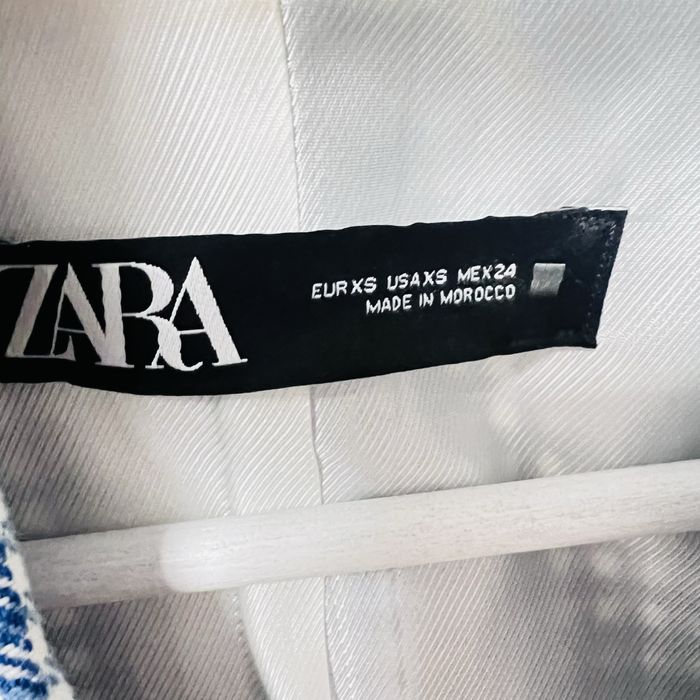 ZARA
EUR XS USA XS MEX 24
MADE IN MOROCCO